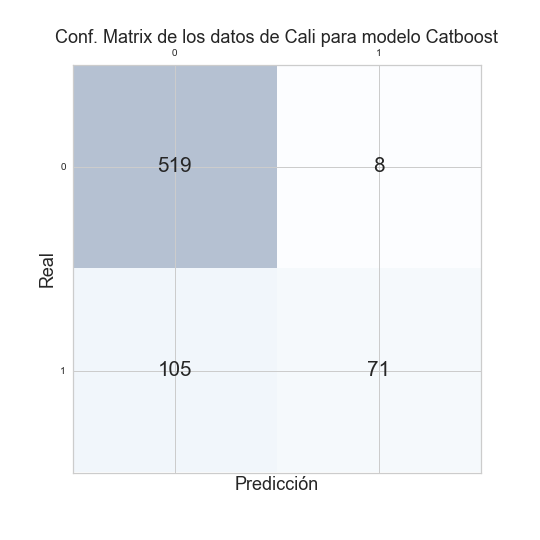 Conf. Matrix de los datos de Cali para modelo Catboost
0 1
0 519 8
Real
1 105 71
Predicción